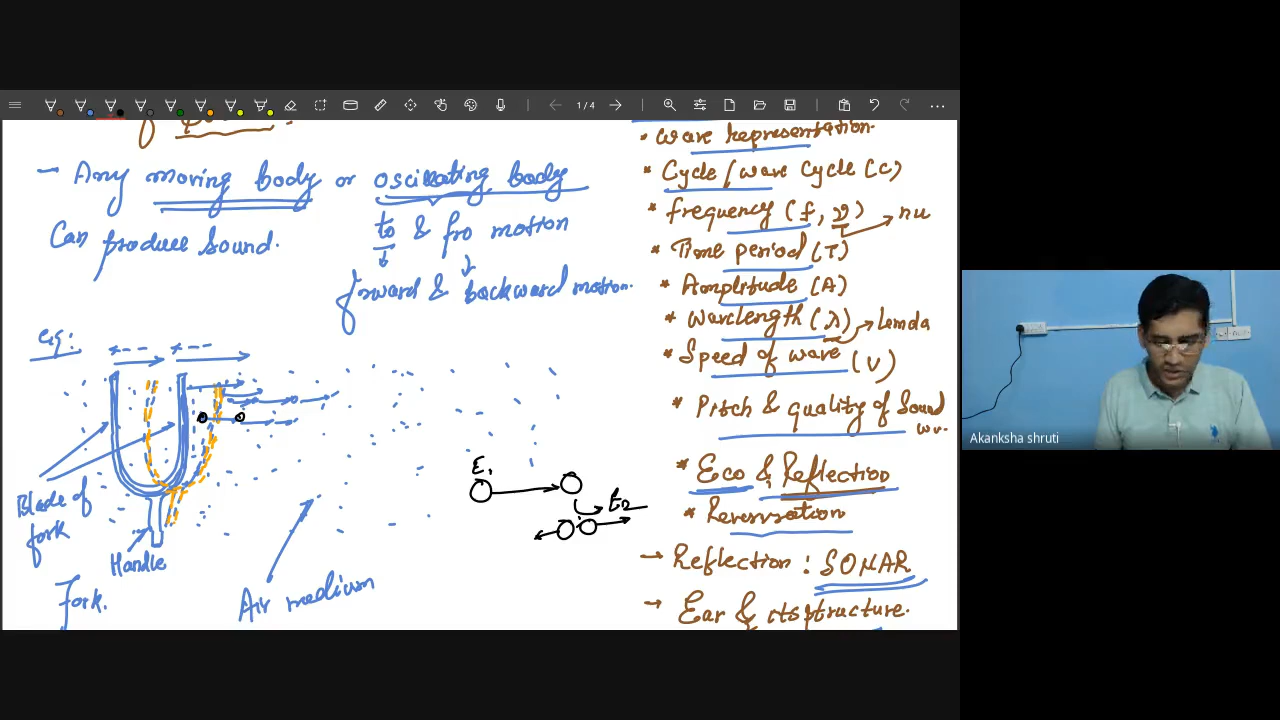 1/4
- Any moving body or oscillating body
Can produce Sound.
to & fro motion
forward & backward motion.
eg:
Blade of
fork
Handle
Fork.
Air medium
E1
E2
* Wave representation.
* Cycle/wave Cycle (C)
* frequency (f, ν) → nu
* Time period (T)
* Amplitude (A)
* Wavelength (λ) → Lemda
* Speed of wave (v)
* Pitch & quality of Sound
wv.
* Eco & Reflection
→ Reflection : SONAR
→ Ear & its structure.
Akanksha shruti